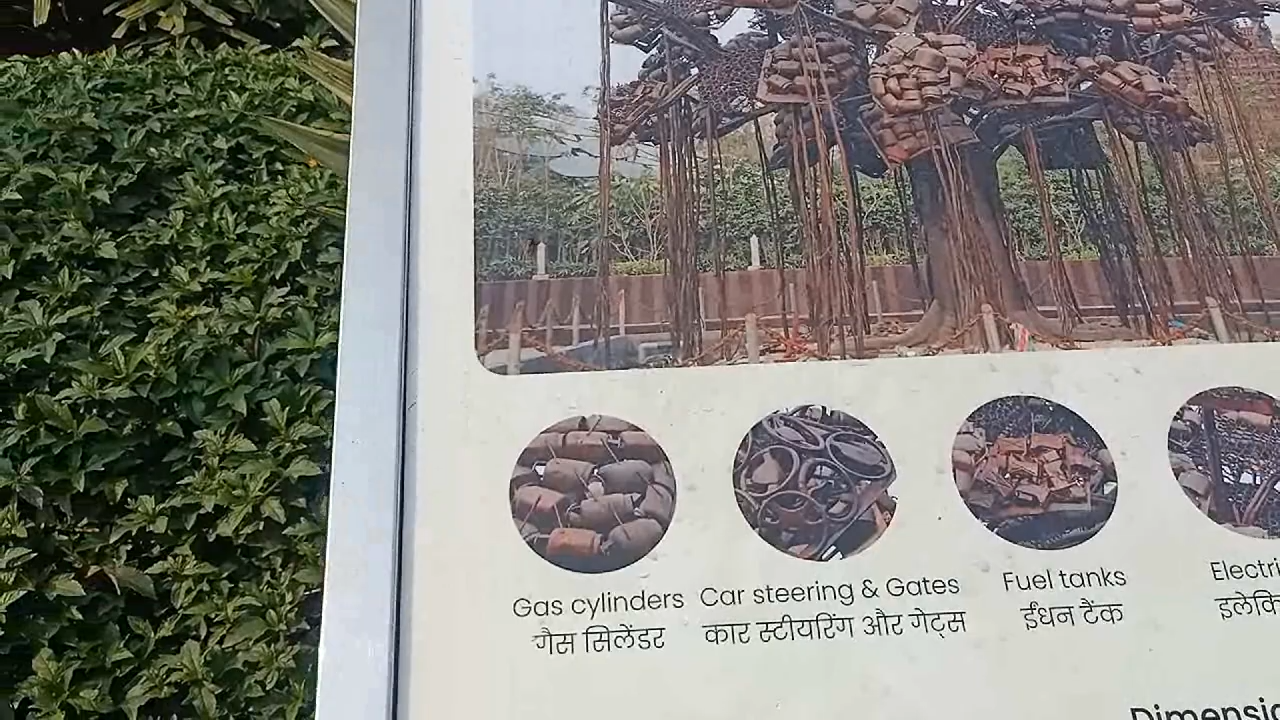 Gas cylinders
गैस सिलेंडर
Car steering & Gates
कार स्टीयरिंग और गेट्स
Fuel tanks
ईंधन टैंक